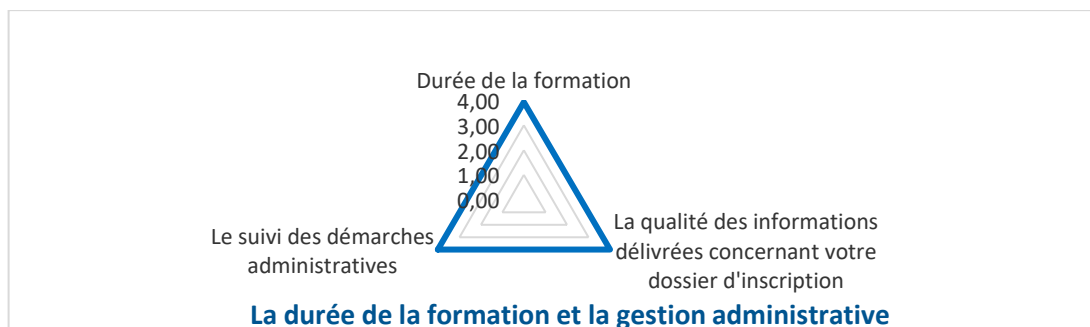 Durée de la formation
4,00
3,00
2,00
1,00
0,00
La qualité des informations
délivrées concernant votre
dossier d'inscription
Le suivi des démarches
administratives
La durée de la formation et la gestion administrative